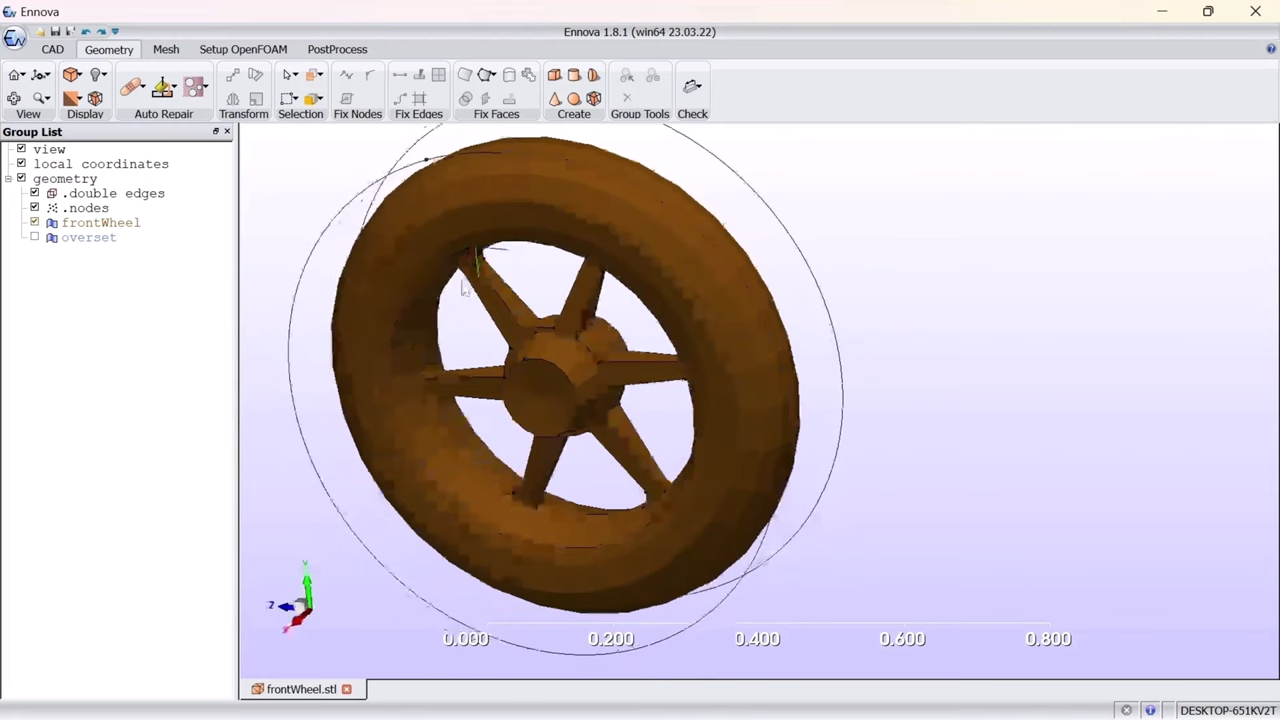 Ennova
Ennova 1.8.1 (win64 23.03.22)
CAD Geometry Mesh Setup OpenFOAM PostProcess
View Display Auto Repair Transform Selection Fix Nodes Fix Edges Fix Faces Create Group Tools Check
Group List
view
local coordinates
geometry
.double edges
.nodes
frontWheel
overset
Y
Z
X
0.000 0.200 0.400 0.600 0.800
frontWheel.stl
DESKTOP-651KV2T